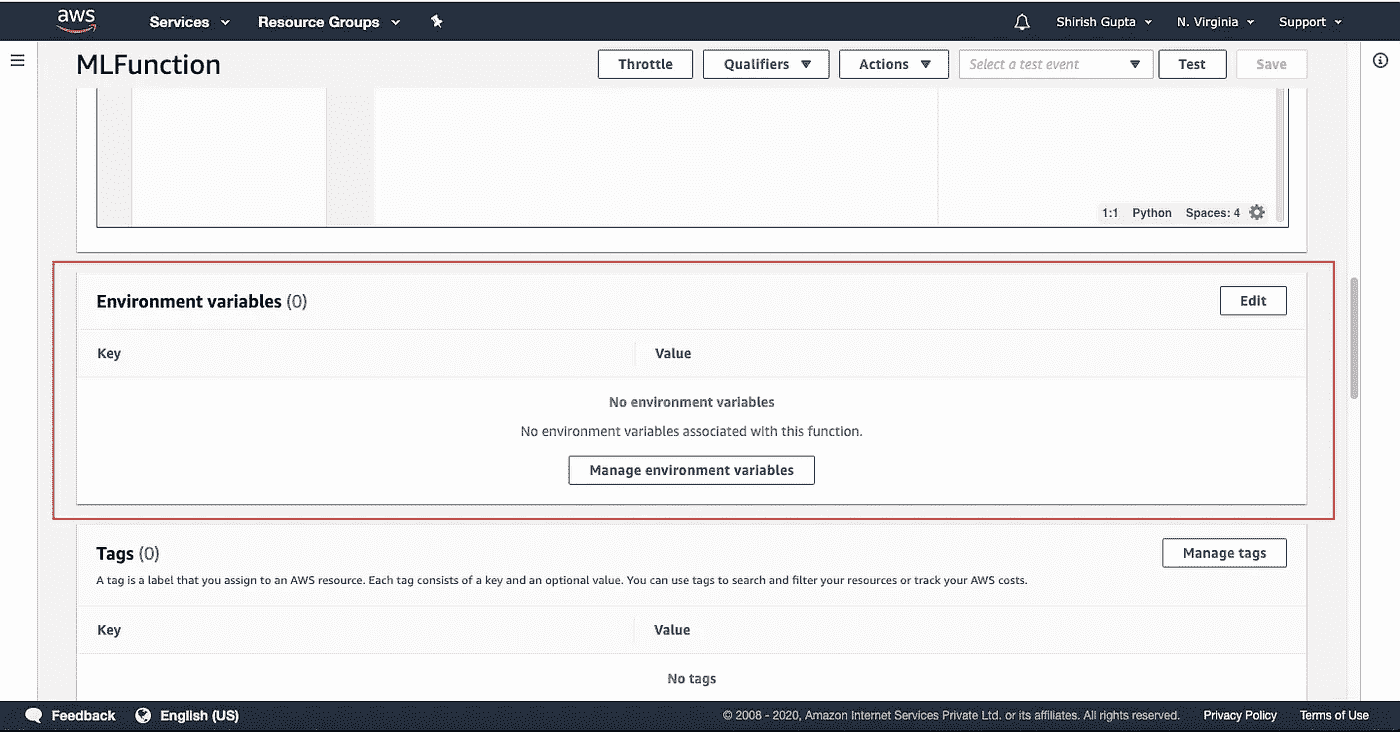 aws Services Resource Groups Shirish Gupta N. Virginia Support
MLFunction Throttle Qualifiers Actions Select a test event Test Save
1:1 Python Spaces: 4
Environment variables (0) Edit
Key Value
No environment variables
No environment variables associated with this function.
Manage environment variables
Tags (0) Manage tags
A tag is a label that you assign to an AWS resource. Each tag consists of a key and an optional value. You can use tags to search and filter your resources or track your AWS costs.
Key Value
No tags
Feedback English (US) © 2008 - 2020, Amazon Internet Services Private Ltd. or its affiliates. All rights reserved. Privacy Policy Terms of Use